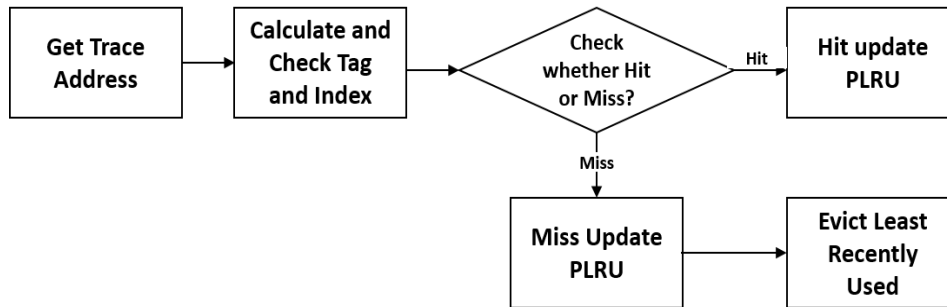 Get Trace
Address
Calculate and
Check Tag
and Index
Check
whether Hit
or Miss?
Hit
Hit update
PLRU
Miss
Miss Update
PLRU
Evict Least
Recently
Used